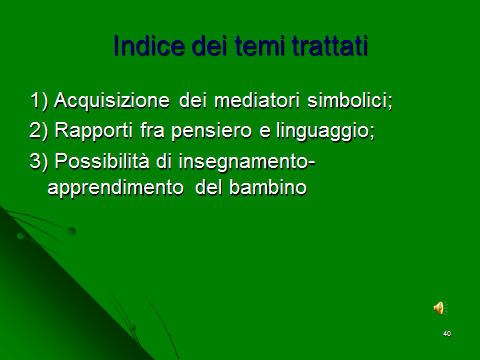 Indice dei temi trattati
1) Acquisizione dei mediatori simbolici;
2) Rapporti fra pensiero e linguaggio;
3) Possibilità di insegnamento-
apprendimento del bambino
40